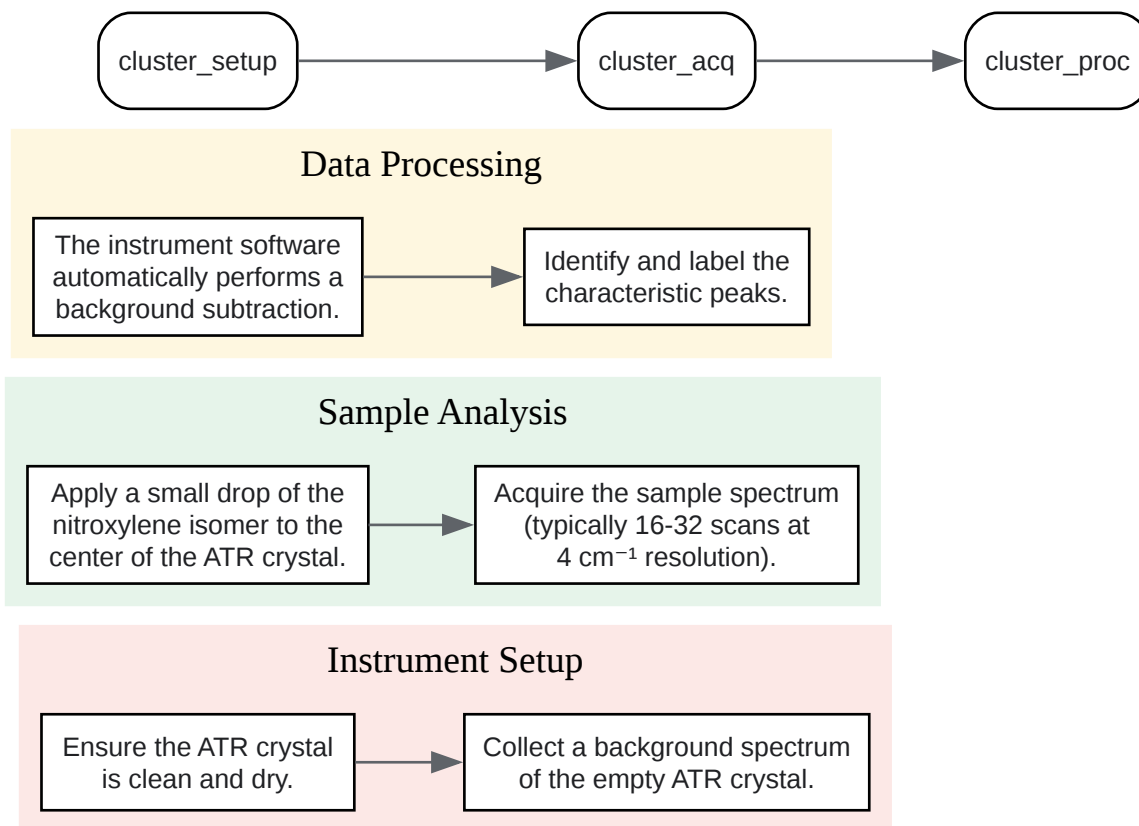 cluster_setup
cluster_acq
cluster_proc
Data Processing
The instrument software
automatically performs a
background subtraction.
Identify and label the
characteristic peaks.
Sample Analysis
Apply a small drop of the
nitroxylene isomer to the
center of the ATR crystal.
Acquire the sample spectrum
(typically 16-32 scans at
4 cm⁻¹ resolution).
Instrument Setup
Ensure the ATR crystal
is clean and dry.
Collect a background spectrum
of the empty ATR crystal.